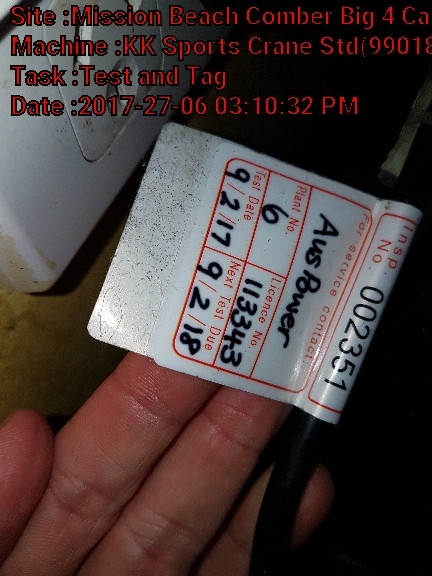 Site :Mission Beach Comber Big 4 Ca
Machine :KK Sports Crane Std(99018
Task :Test and Tag
Date :2017-27-06 03:10:32 PM
Insp. No 002351
For service contact
AusPower
Plant No. 6
Licence No. 113343
Test Date 9/2/17
Next Test Due 9/2/18